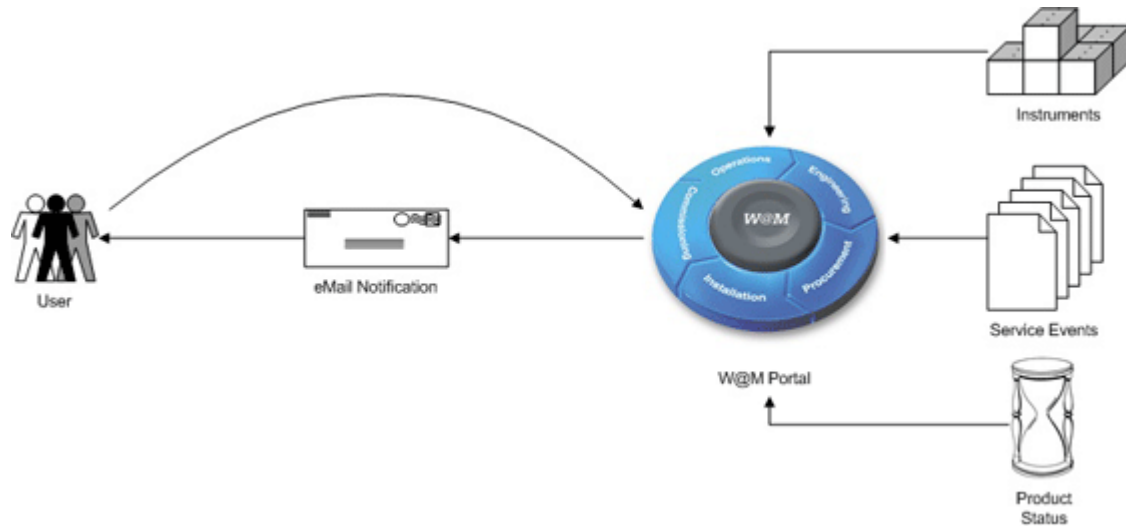 Instruments
Operations
Engineering
Commissioning
W@M
Procurement
Installation
User
eMail Notification
Service Events
W@M Portal
Product
Status